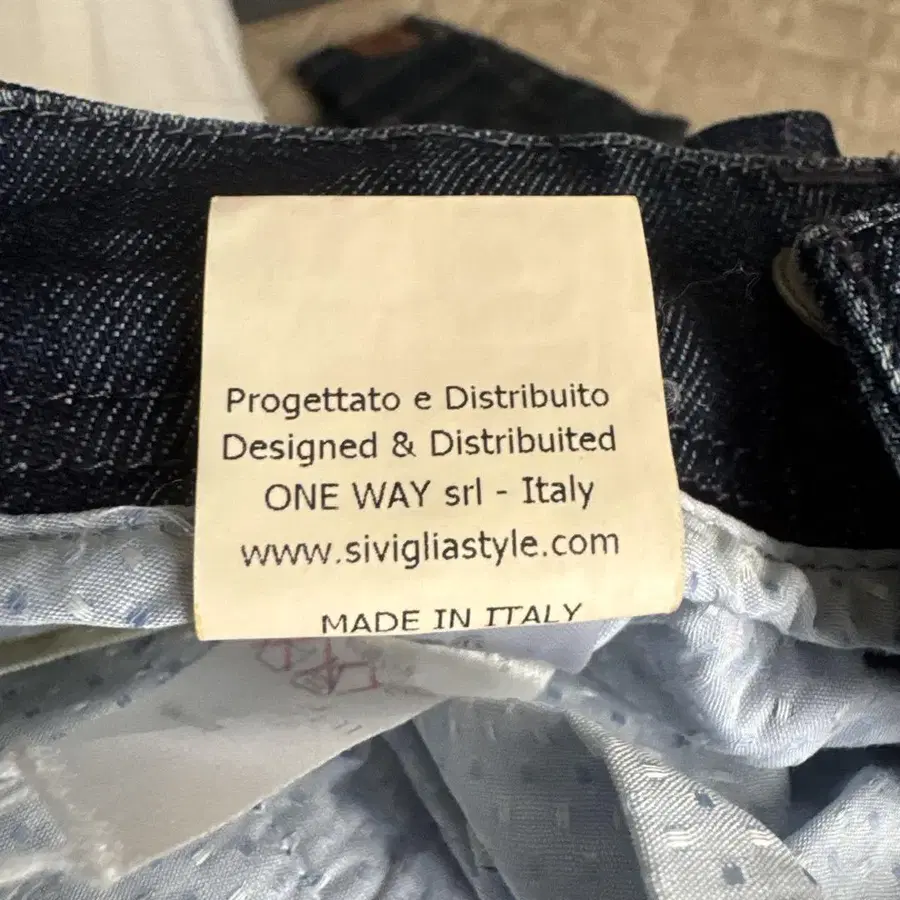 Progettato e Distribuito
Designed & Distribuited
ONE WAY srl - Italy
www.sivigliastyle.com
MADE IN ITALY